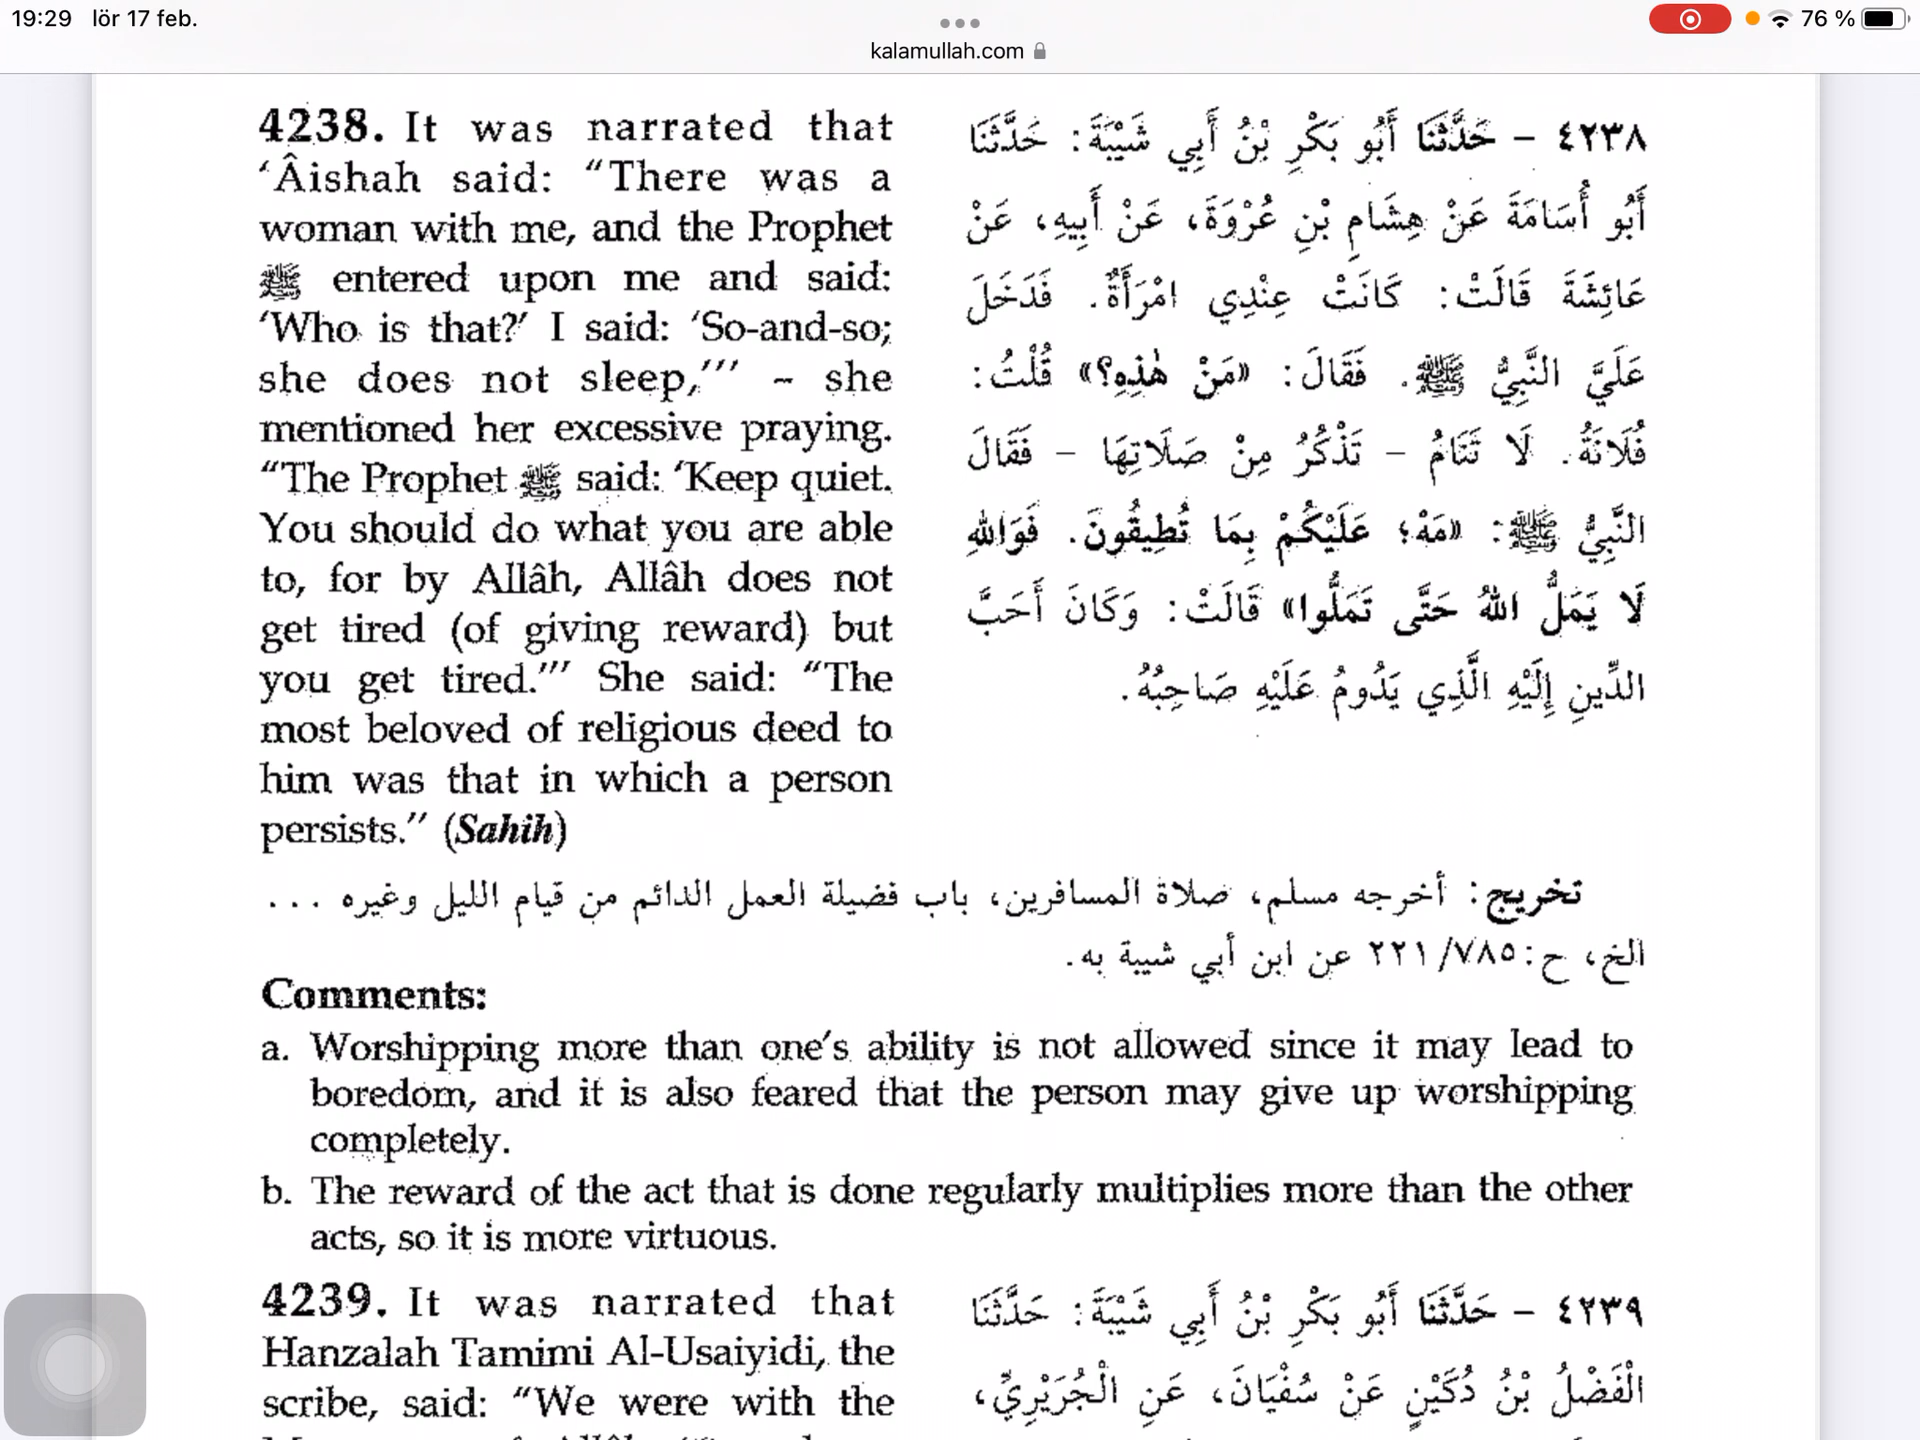 19:29 lör 17 feb.
kalamullah.com
76 %
4238. It was narrated that
‘Âishah said: “There was a
woman with me, and the Prophet
ﷺ entered upon me and said:
‘Who is that?’ I said: ‘So-and-so;
she does not sleep,’” – she
mentioned her excessive praying.
“The Prophet ﷺ said: ‘Keep quiet.
You should do what you are able
to, for by Allâh, Allâh does not
get tired (of giving reward) but
you get tired.’” She said: “The
most beloved of religious deed to
him was that in which a person
persists.” (Sahih)
٤٢٣٨ – حَدَّثَنَا أَبُو بَكْرِ بْنُ أَبِي شَيْبَةَ: حَدَّثَنَا
أَبُو أُسَامَةَ عَنْ هِشَامِ بْنِ عُرْوَةَ، عَنْ أَبِيهِ، عَنْ
عَائِشَةَ قَالَتْ: كَانَتْ عِنْدِي امْرَأَةٌ. فَدَخَلَ
عَلَيَّ النَّبِيُّ ﷺ. فَقَالَ: «مَنْ هٰذِهِ؟» قُلْتُ:
فُلَانَةُ. لَا تَنَامُ – تَذْكُرُ مِنْ صَلَاتِهَا – فَقَالَ
النَّبِيُّ ﷺ: «مَهْ؛ عَلَيْكُمْ بِمَا تُطِيقُونَ. فَوَاللهِ
لَا يَمَلُّ اللهُ حَتَّى تَمَلُّوا» قَالَتْ: وَكَانَ أَحَبَّ
الدِّينِ إِلَيْهِ الَّذِي يَدُومُ عَلَيْهِ صَاحِبُهُ.
تخريج: أخرجه مسلم، صلاة المسافرين، باب فضيلة العمل الدائم من قيام الليل وغيره ...
الخ، ح:٧٨٥/ ٢٢١ عن ابن أبي شيبة به.
Comments:
a. Worshipping more than one’s ability is not allowed since it may lead to
boredom, and it is also feared that the person may give up worshipping
completely.
b. The reward of the act that is done regularly multiplies more than the other
acts, so it is more virtuous.
4239. It was narrated that
Hanzalah Tamimi Al-Usaiyidi, the
scribe, said: “We were with the
٤٢٣٩ – حَدَّثَنَا أَبُو بَكْرِ بْنُ أَبِي شَيْبَةَ: حَدَّثَنَا
الْفَضْلُ بْنُ دُكَيْنٍ عَنْ سُفْيَانَ، عَنِ الْجُرَيْرِيِّ،